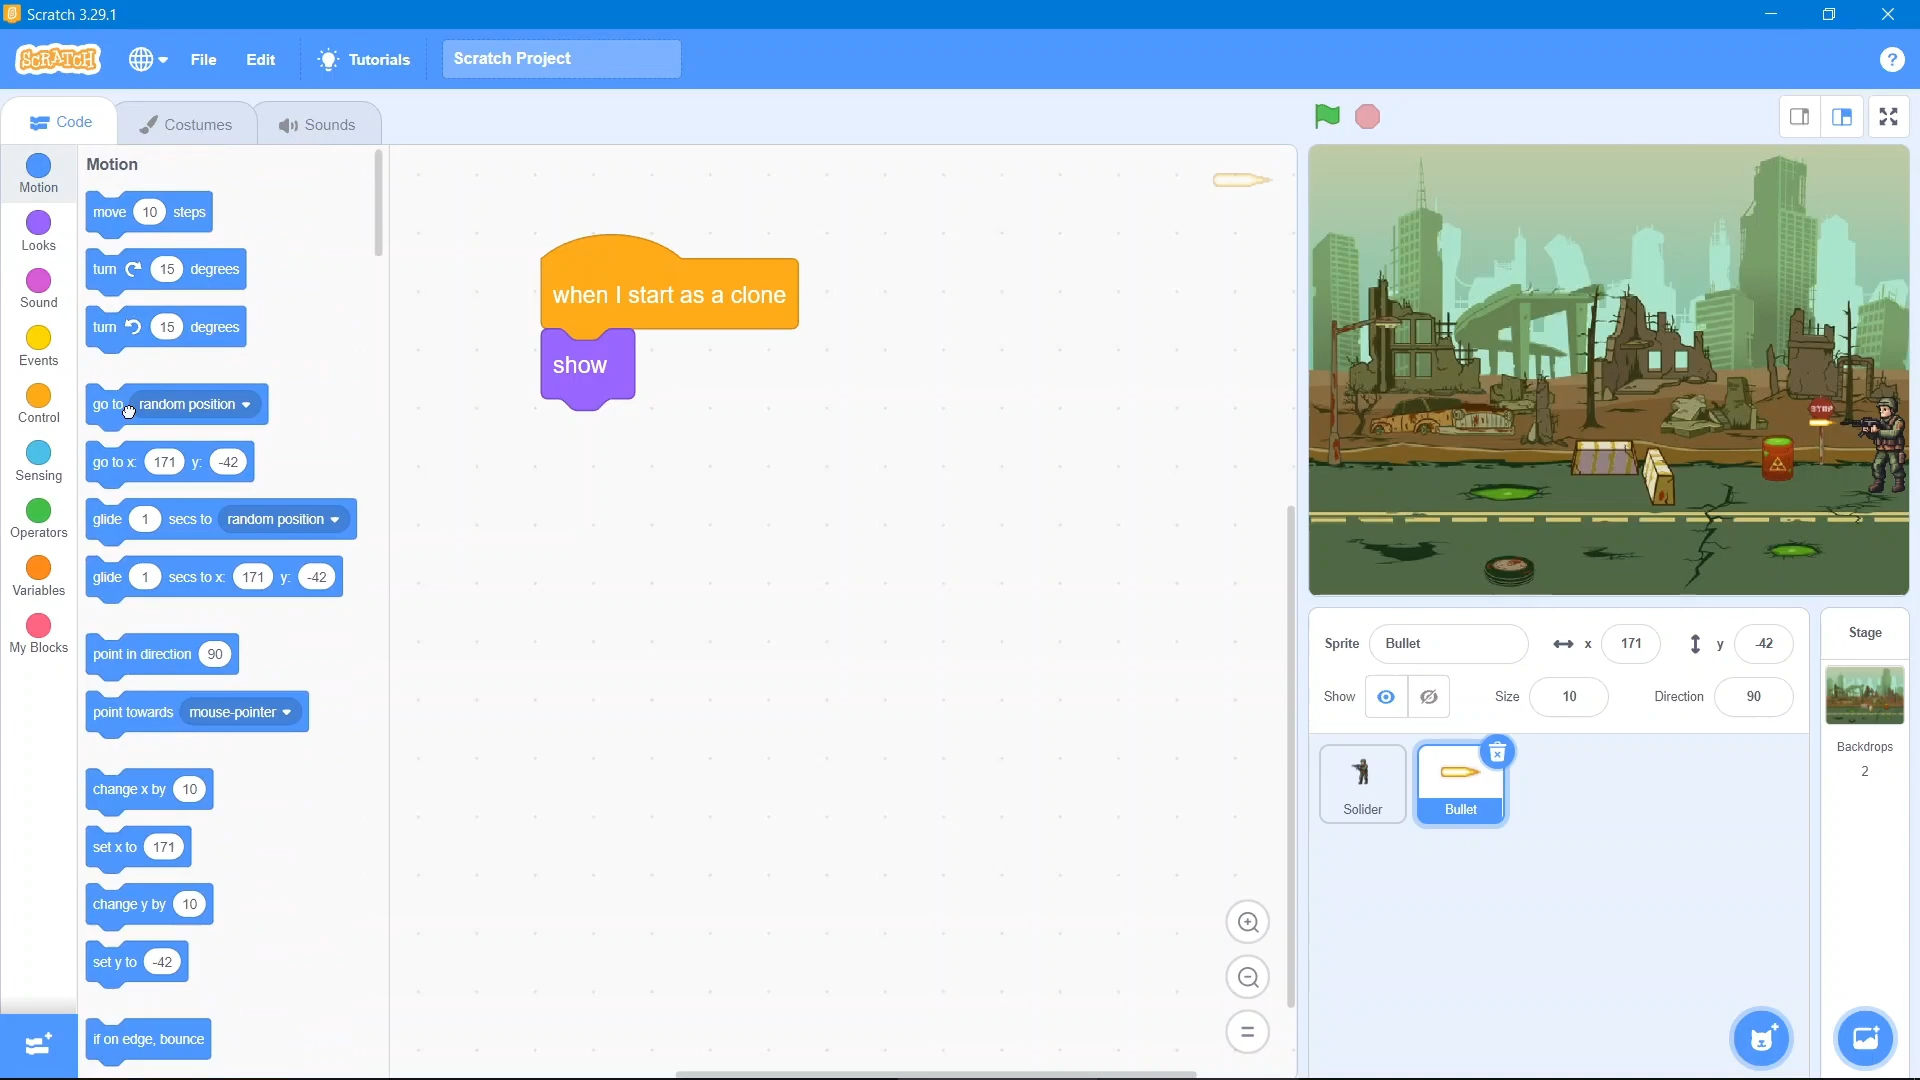 Scratch 3.29.1
SCRATCH File Edit Tutorials Scratch Project ?
Code Costumes Sounds
Motion
Looks
Sound
Events
Control
Sensing
Operators
Variables
My Blocks
Motion
move 10 steps
turn 15 degrees
turn 15 degrees
go to random position
go to x: 171 y: -42
glide 1 secs to random position
glide 1 secs to x: 171 y: -42
point in direction 90
point towards mouse-pointer
change x by 10
set x to 171
change y by 10
set y to -42
if on edge, bounce
when I start as a clone
show
STOP
Sprite Bullet x 171 y -42
Show Size 10 Direction 90
Solider
Bullet
Stage
Backdrops
2